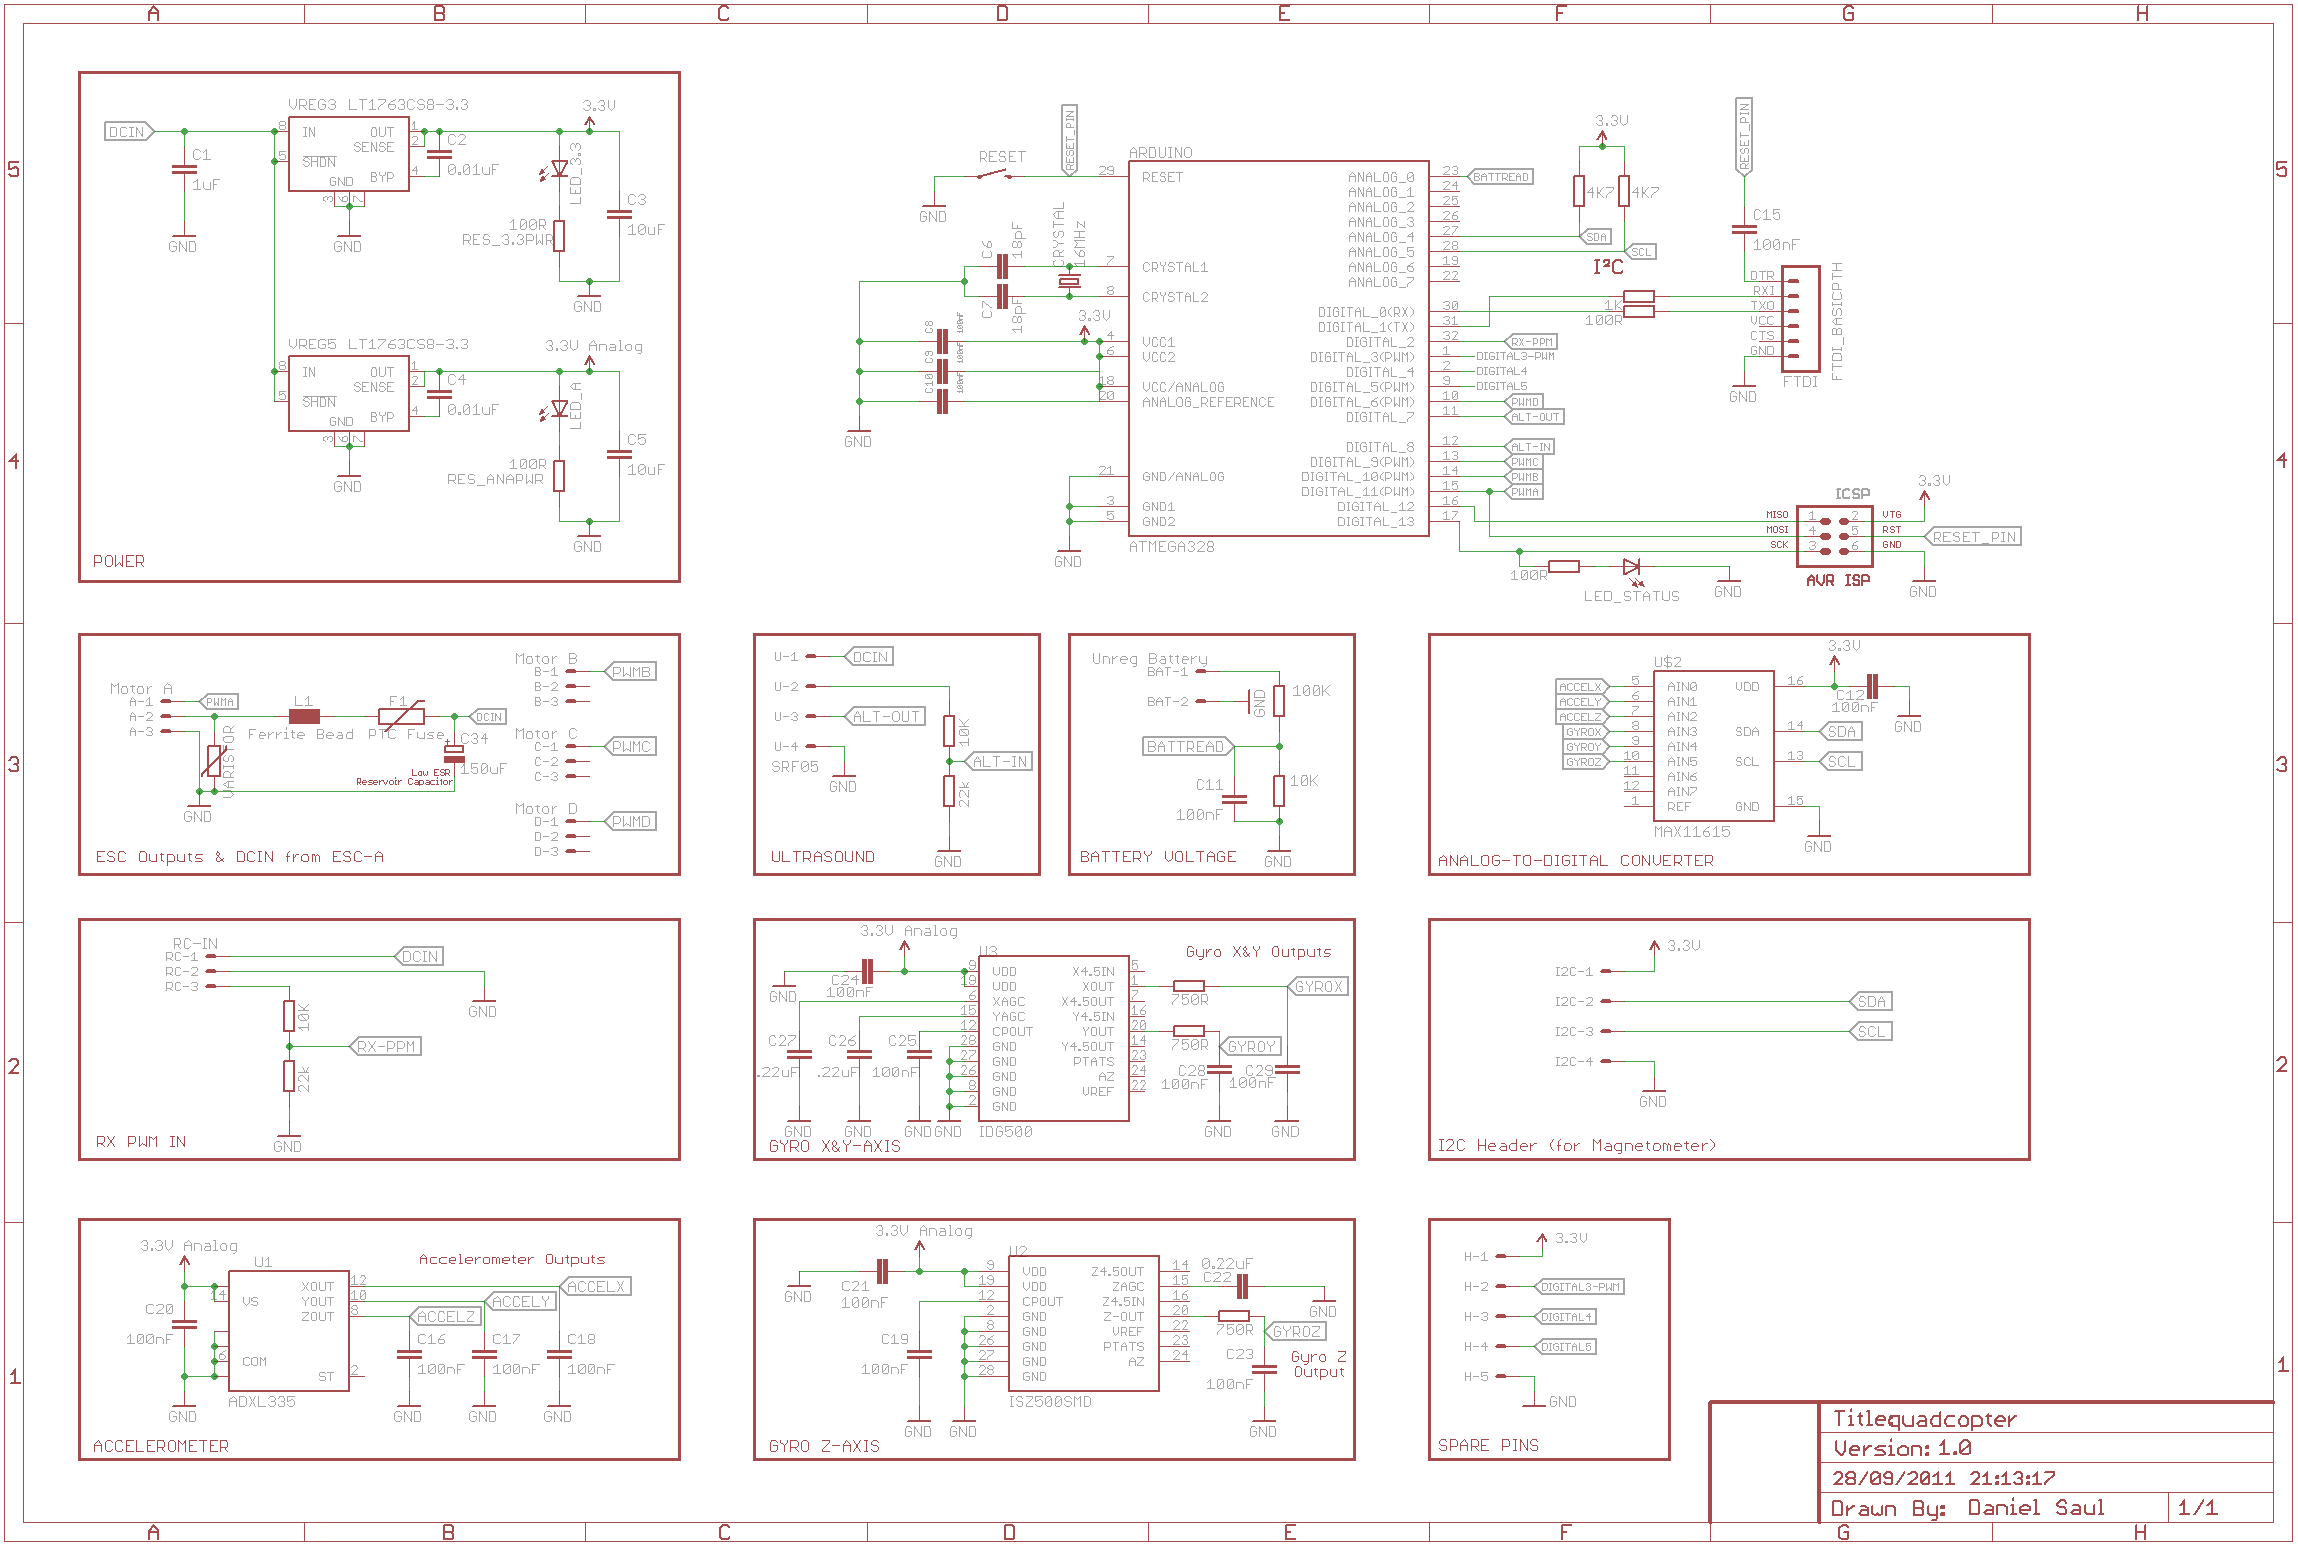 A B C D E F G H
5 5
4 4
3 3
2 2
1 1
VREG3 LT1763CS8-3.3
3.3V
DCIN
8 IN OUT 1
SENSE 2
5 SHDN
BYP 4
GND
3 6 7
C1
1uF
C2
0.01uF
LED_3.3
C3
10uF
100R
RES_3.3PWR
GND
GND
GND
VREG5 LT1763CS8-3.3
3.3V Analog
8 IN OUT 1
SENSE 2
5 SHDN
BYP 4
GND
3 6 7
C4
0.01uF
LED_A
C5
10uF
100R
RES_ANAPWR
GND
GND
POWER
RESET
RESET_PIN
GND
ARDUINO
29 RESET
7 CRYSTAL1
8 CRYSTAL2
4 VCC1
6 VCC2
18 VCC/ANALOG
20 ANALOG_REFERENCE
21 GND/ANALOG
3 GND1
5 GND2
ATMEGA328
C6
18pF
C7
18pF
CRYSTAL
16MHz
3.3V
C8
100nF
C9
100nF
C10
100nF
GND
GND
ANALOG_0 23 BATTREAD
ANALOG_1 24
ANALOG_2 25
ANALOG_3 26
ANALOG_4 27
ANALOG_5 28
ANALOG_6 19
ANALOG_7 22
DIGITAL_0(RX) 30
DIGITAL_1(TX) 31
DIGITAL_2 32 RX-PPM
DIGITAL_3(PWM) 1 DIGITAL3-PWM
DIGITAL_4 2 DIGITAL4
DIGITAL_5(PWM) 9 DIGITAL5
DIGITAL_6(PWM) 10 PWMD
DIGITAL_7 11 ALT-OUT
DIGITAL_8 12 ALT-IN
DIGITAL_9(PWM) 13 PWMC
DIGITAL_10(PWM) 14 PWMB
DIGITAL_11(PWM) 15 PWMA
DIGITAL_12 16
DIGITAL_13 17
3.3V
4K7 4K7
SDA
SCL
I²C
1K
100R
RESET_PIN
C15
100nF
DTR
RXI
TXO
VCC
CTS
GND
FTDI
FTDI_BASICPTH
GND
ICSP
3.3V
MISO 1 2 VTG
MOSI 4 5 RST
SCK 3 6 GND
RESET_PIN
AVR ISP
GND
100R
LED_STATUS
GND
Motor A
A-1
A-2
A-3
PWMA
L1
Ferrite Bead
F1
PTC Fuse
DCIN
VARISTOR
C34
150uF
+
Low ESR
Reservoir Capacitor
GND
Motor B
B-1 PWMB
B-2
B-3
Motor C
C-1 PWMC
C-2
C-3
Motor D
D-1 PWMD
D-2
D-3
ESC Outputs & DCIN from ESC-A
U-1 DCIN
U-2
U-3 ALT-OUT
U-4
SRF05
GND
10K
ALT-IN
22k
GND
ULTRASOUND
Unreg Battery
BAT-1
BAT-2
GND
100K
BATTREAD
C11
100nF
10K
GND
BATTERY VOLTAGE
U$2
3.3V
ACCELX 5 AIN0
ACCELY 6 AIN1
ACCELZ 7 AIN2
GYROX 8 AIN3
GYROY 9 AIN4
GYROZ 10 AIN5
11 AIN6
12 AIN7
1 REF
VDD 16
SDA 14 SDA
SCL 13 SCL
GND 15
C12
100nF
GND
GND
MAX11615
ANALOG-TO-DIGITAL CONVERTER
RC-IN
RC-1 DCIN
RC-2
RC-3
GND
10K
RX-PPM
22k
GND
RX PWM IN
3.3V Analog
U3
Gyro X&Y Outputs
9 VDD X4.5IN 5
19 VDD XOUT 1
6 XAGC X4.5OUT 7
15 YAGC Y4.5IN 16
12 CPOUT YOUT 20
28 GND Y4.5OUT 14
27 GND PTATS 23
26 GND AZ 24
8 GND VREF 22
2 GND
IDG500
GND
C24
100nF
C27
.22uF
C26
.22uF
C25
100nF
GND GND GND GND
750R
GYROX
750R
GYROY
C28
100nF
C29
100nF
GND GND
GYRO X&Y-AXIS
3.3V
I2C-1
I2C-2 SDA
I2C-3 SCL
I2C-4
GND
I2C Header (for Magnetometer)
3.3V Analog
U1
Accelerometer Outputs
14 VS
6 COM
XOUT 12
YOUT 10
ZOUT 8
ST 2
ADXL335
C20
100nF
GND
ACCELX
ACCELY
ACCELZ
C16
100nF
C17
100nF
C18
100nF
GND GND GND
ACCELEROMETER
3.3V Analog
U2
9 VDD Z4.5OUT 14
19 VDD ZAGC 15
12 CPOUT Z4.5IN 16
2 GND Z-OUT 20
8 GND VREF 22
26 GND PTATS 23
27 GND AZ 24
28 GND
ISZ500SMD
GND
C21
100nF
C19
100nF
GND GND
0.22uF
C22
GND
750R
GYROZ
C23
100nF
Gyro Z
Output
GND
GYRO Z-AXIS
3.3V
H-1
H-2 DIGITAL3-PWM
H-3 DIGITAL4
H-4 DIGITAL5
H-5
GND
SPARE PINS
Titlequadcopter
Version: 1.0
28/09/2011 21:13:17
Drawn By: Daniel Saul 1/1
A B C D E F G H